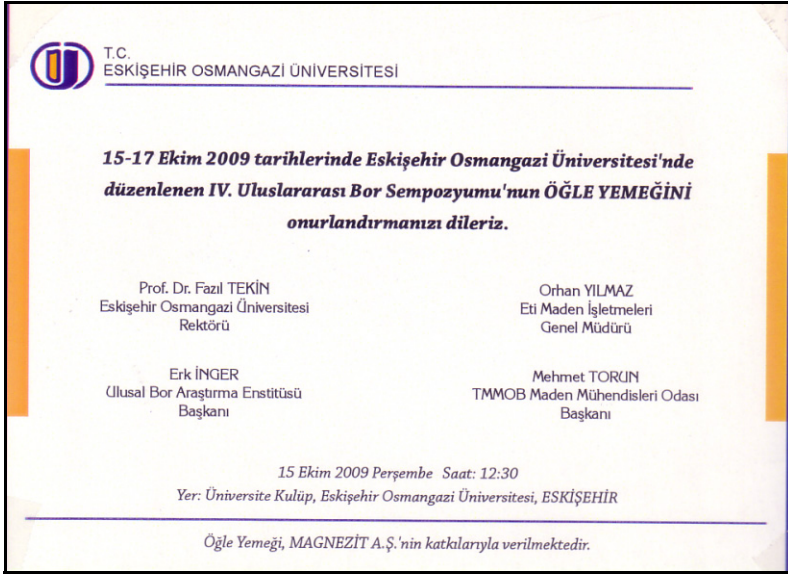 T.C.
ESKİŞEHİR OSMANGAZİ ÜNİVERSİTESİ
15-17 Ekim 2009 tarihlerinde Eskişehir Osmangazi Üniversitesi'nde
düzenlenen IV. Uluslararası Bor Sempozyumu'nun ÖĞLE YEMEĞİNİ
onurlandırmanızı dileriz.
Prof. Dr. Fazıl TEKİN
Eskişehir Osmangazi Üniversitesi
Rektörü
Orhan YILMAZ
Eti Maden İşletmeleri
Genel Müdürü
Erk İNGER
Ulusal Bor Araştırma Enstitüsü
Başkanı
Mehmet TORUN
TMMOB Maden Mühendisleri Odası
Başkanı
15 Ekim 2009 Perşembe Saat: 12:30
Yer: Üniversite Kulüp, Eskişehir Osmangazi Üniversitesi, ESKİŞEHİR
Öğle Yemeği, MAGNEZİT A.Ş.'nin katkılarıyla verilmektedir.